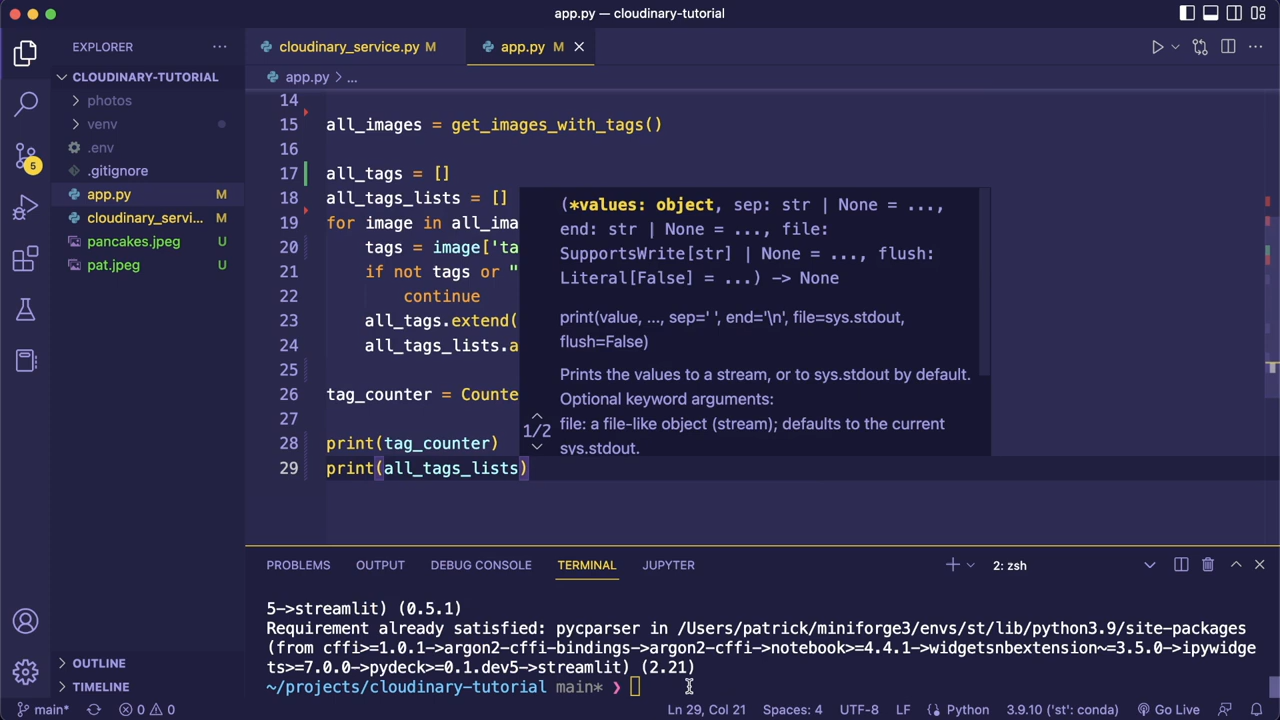 app.py — cloudinary-tutorial
EXPLORER
cloudinary_service.py M
app.py M
CLOUDINARY-TUTORIAL
photos
venv
.env
.gitignore
app.py M
cloudinary_servi... M
pancakes.jpeg U
pat.jpeg U
OUTLINE
TIMELINE
5
app.py > ...
14
15 all_images = get_images_with_tags()
16
17 all_tags = []
18 all_tags_lists = []
19 for image in all_ima
20 tags = image['ta
21 if not tags or "
22 continue
23 all_tags.extend(
24 all_tags_lists.a
25
26 tag_counter = Counte
27
28 print(tag_counter)
29 print(all_tags_lists)
(*values: object, sep: str | None = ...,
end: str | None = ..., file:
SupportsWrite[str] | None = ..., flush:
Literal[False] = ...) -> None
print(value, ..., sep=' ', end='\n', file=sys.stdout,
flush=False)
Prints the values to a stream, or to sys.stdout by default.
Optional keyword arguments:
file: a file-like object (stream); defaults to the current
sys.stdout.
1/2
PROBLEMS OUTPUT DEBUG CONSOLE TERMINAL JUPYTER
2: zsh
5->streamlit) (0.5.1)
Requirement already satisfied: pycparser in /Users/patrick/miniforge3/envs/st/lib/python3.9/site-packages
(from cffi>=1.0.1->argon2-cffi-bindings->argon2-cffi->notebook>=4.4.1->widgetsnbextension~=3.5.0->ipywidge
ts>=7.0.0->pydeck>=0.1.dev5->streamlit) (2.21)
~/projects/cloudinary-tutorial main* ❯
main* 0 0 Ln 29, Col 21 Spaces: 4 UTF-8 LF Python 3.9.10 ('st': conda) Go Live